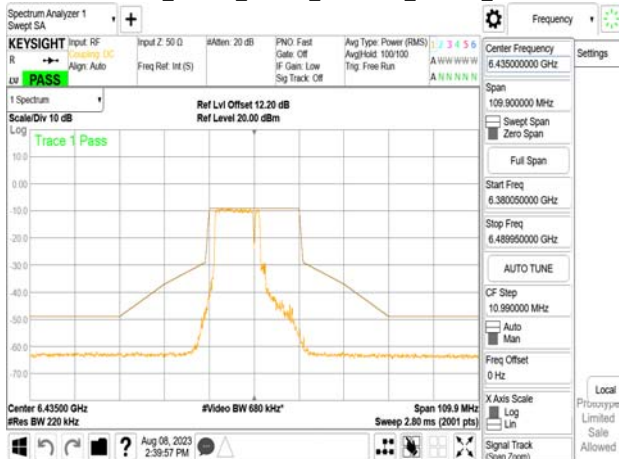 Spectrum Analyzer 1
Swept SA
+
Frequency
KEYSIGHT
Input: RF
Coupling: DC
Align: Auto
Input Z: 50 Ω
Freq Ref: Int (S)
#Atten: 20 dB
PNO: Fast
Gate: Off
IF Gain: Low
Sig Track: Off
Avg Type: Power (RMS)
Avg|Hold: 100/100
Trig: Free Run
1 2 3 4 5 6
A W W W W W
A N N N N N
R
LV
PASS
1 Spectrum
Scale/Div 10 dB
Ref Lvl Offset 12.20 dB
Ref Level 20.00 dBm
Log
Trace 1 Pass
10.0
0.00
-10.0
-20.0
-30.0
-40.0
-50.0
-60.0
-70.0
Center 6.43500 GHz
#Res BW 220 kHz
#Video BW 680 kHz*
Span 109.9 MHz
Sweep 2.80 ms (2001 pts)
Aug 08, 2023
2:39:57 PM
?
Center Frequency
6.435000000 GHz
Settings
Span
109.900000 MHz
Swept Span
Zero Span
Full Span
Start Freq
6.380050000 GHz
Stop Freq
6.489950000 GHz
AUTO TUNE
CF Step
10.990000 MHz
Auto
Man
Freq Offset
0 Hz
X Axis Scale
Log
Lin
Signal Track
(Span Zoom)
Local
Prototype
Limited
Sale
Allowed